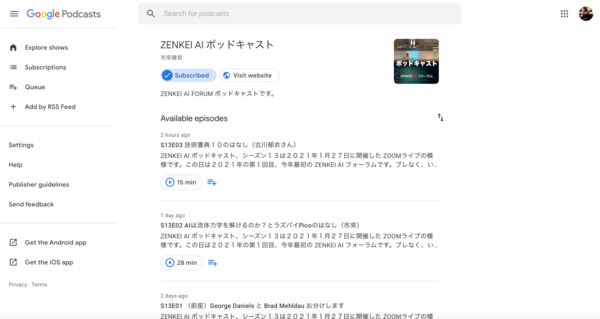 Google Podcasts
Search for podcasts
Explore shows
Subscriptions
Queue
Add by RSS Feed
Settings
Help
Publisher guidelines
Send feedback
Get the Android app
Get the iOS app
Privacy · Terms
ZENKEI AI ポッドキャスト
市來健吾
Subscribed
Visit website
ZENKEI AI FORUM ポッドキャストです。
ポッドキャスト
Available episodes
2 hours ago
S13E03 技術書典１０のはなし（古川郁衣さん）
ZENKEI AI ポッドキャスト、シーズン１３は２０２１年１月２７日に開催した ZOOMライブの模
様です。この日は２０２１年の第１回目、今年最初の ZENKEI AI フォーラムです。ブレなく、い...
15 min
1 day ago
S13E02 AIは流体力学を解けるのか？とラズパイPicoのはなし（市來）
ZENKEI AI ポッドキャスト、シーズン１３は２０２１年１月２７日に開催した ZOOMライブの模
様です。この日は２０２１年の第１回目、今年最初の ZENKEI AI フォーラムです。ブレなく、い...
28 min
2 days ago
S13E01 （前座）George Daniels と Brad Mehldau お分けします
ZENKEI AI ポッドキャスト、シーズン１３は２０２１年１月２７日に開催した ZOOMライブの模